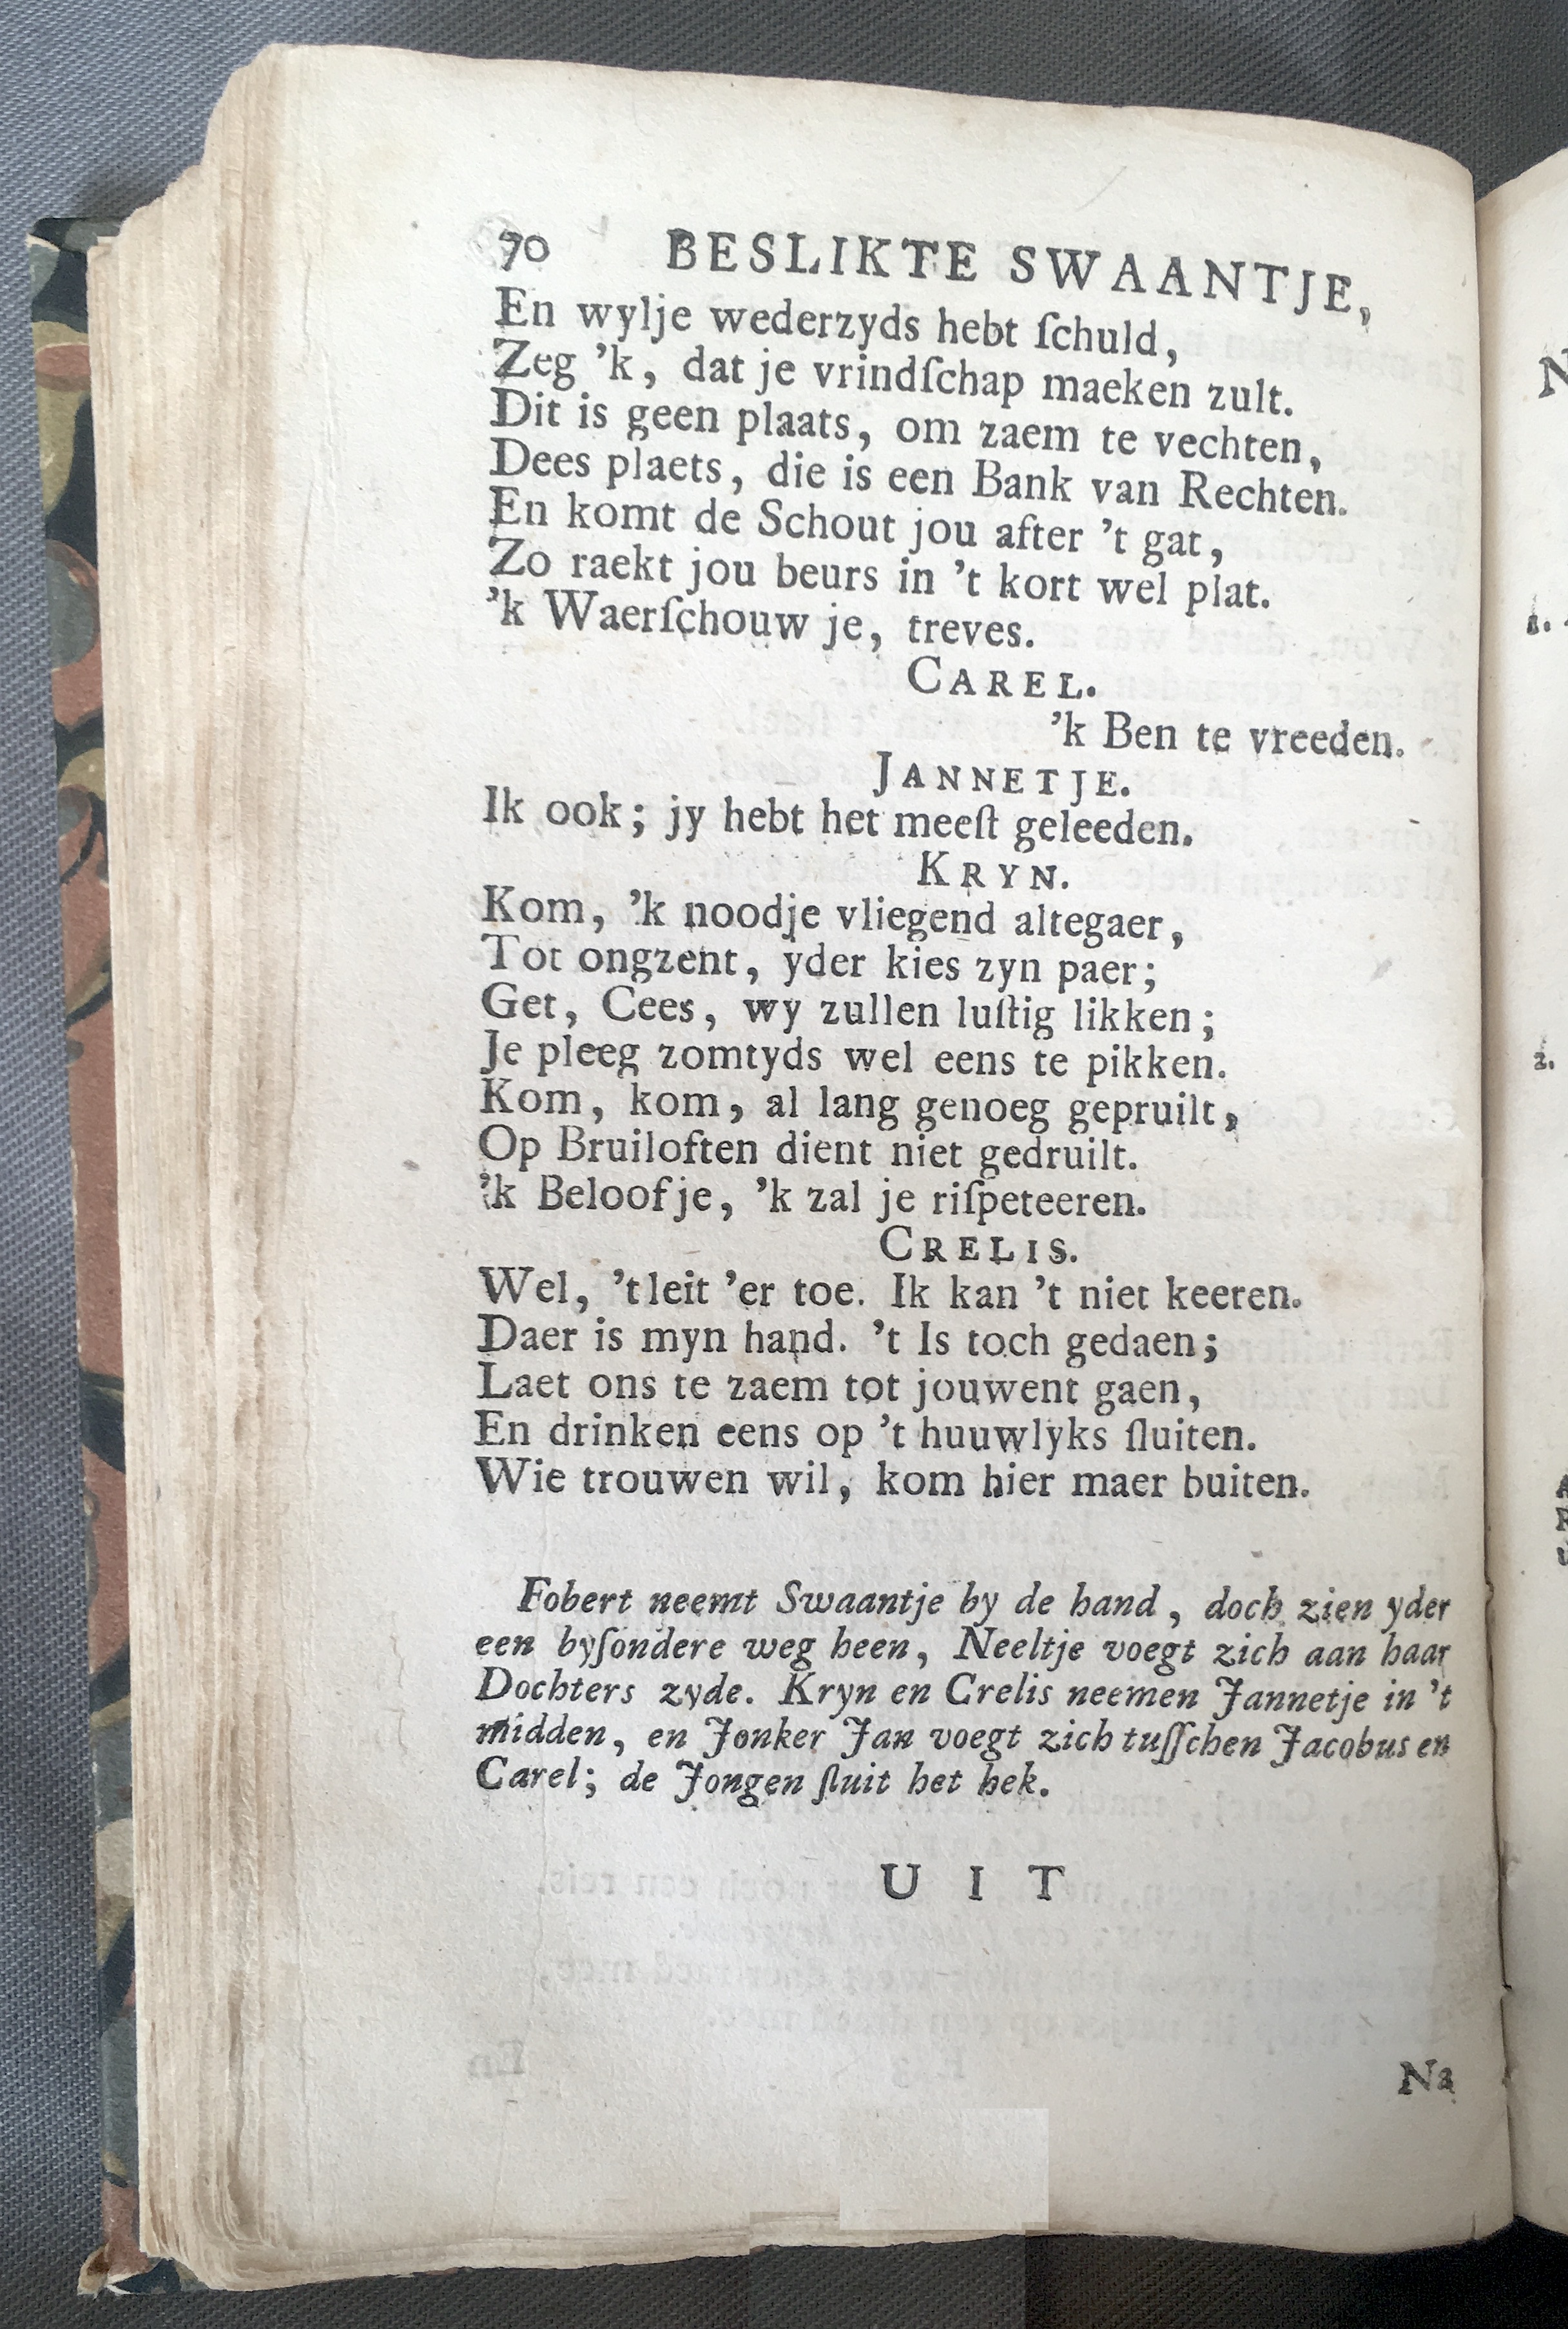 70 BESLIKTE SWAANTJE,
En wylje wederzyds hebt ſchuld,
Zeg 'k, dat je vrindſchap maeken zult.
Dit is geen plaats, om zaem te vechten,
Dees plaets, die is een Bank van Rechten.
En komt de Schout jou after 't gat,
Zo raekt jou beurs in 't kort wel plat.
'k Waerſchouw je, treves.
CAREL.
'k Ben te vreeden.
JANNETJE.
Ik ook; jy hebt het meeſt geleeden.
KRYN.
Kom, 'k noodje vliegend altegaer,
Tot ongzent, yder kies zyn paer;
Get, Cees, wy zullen luſtig likken;
Je pleeg zomtyds wel eens te pikken.
Kom, kom, al lang genoeg gepruilt,
Op Bruiloften dient niet gedruilt.
'k Beloof je, 'k zal je riſpeteeren.
CRELIS.
Wel, 't leit 'er toe. Ik kan 't niet keeren.
Daer is myn hand. 't Is toch gedaen;
Laet ons te zaem tot jouwent gaen,
En drinken eens op 't huuwlyks ſluiten.
Wie trouwen wil, kom hier maer buiten.
Fobert neemt Swaantje by de hand, doch zien yder
een byſondere weg heen, Neeltje voegt zich aan haar
Dochters zyde. Kryn en Crelis neemen Jannetje in 't
midden, en Jonker Jan voegt zich tuſſchen Jacobus en
Carel; de Jongen ſluit het hek.
UIT
Na